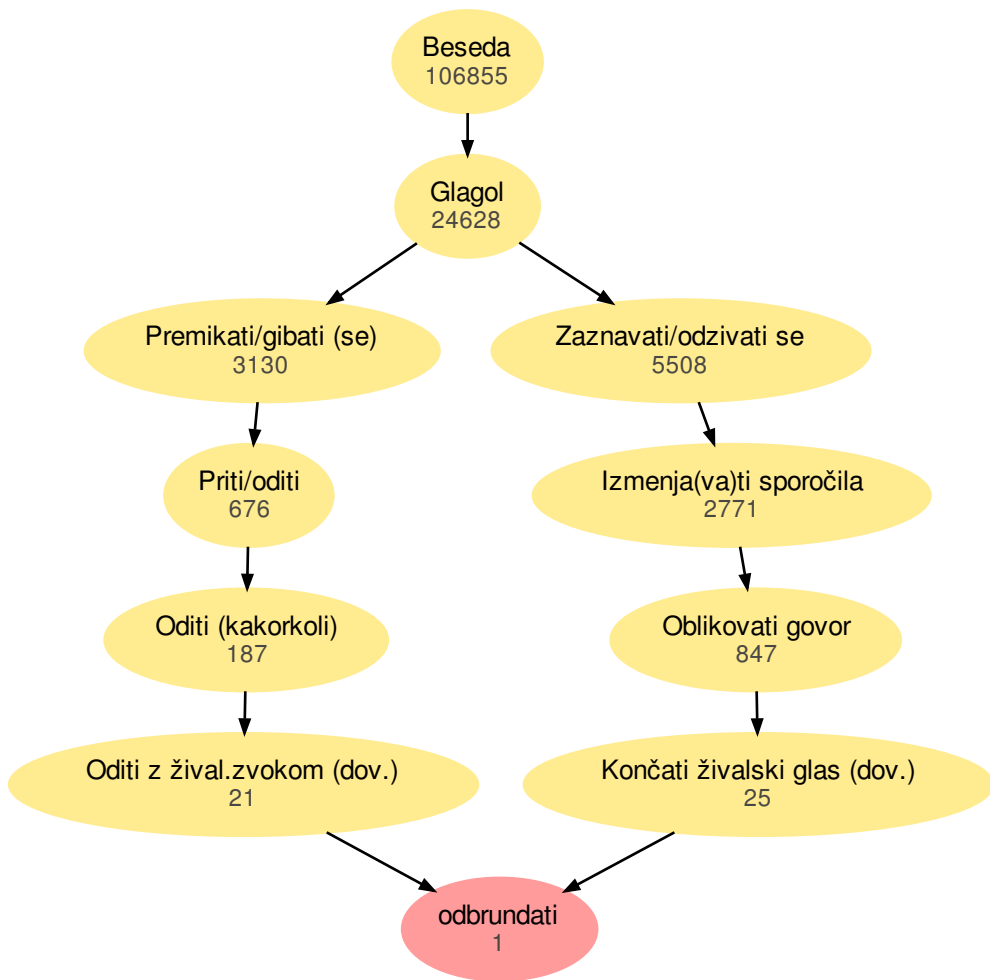 Beseda
106855
Glagol
24628
Premikati/gibati (se)
3130
Zaznavati/odzivati se
5508
Priti/oditi
676
Izmenja(va)ti sporočila
2771
Oditi (kakorkoli)
187
Oblikovati govor
847
Oditi z žival.zvokom (dov.)
21
Končati živalski glas (dov.)
25
odbrundati
1